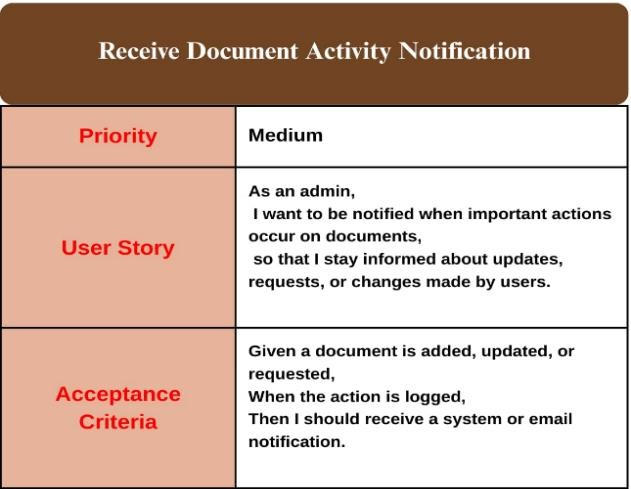 Receive Document Activity Notification
Priority
Medium
User Story
As an admin,
I want to be notified when important actions
occur on documents,
so that I stay informed about updates,
requests, or changes made by users.
Acceptance
Criteria
Given a document is added, updated, or
requested,
When the action is logged,
Then I should receive a system or email
notification.